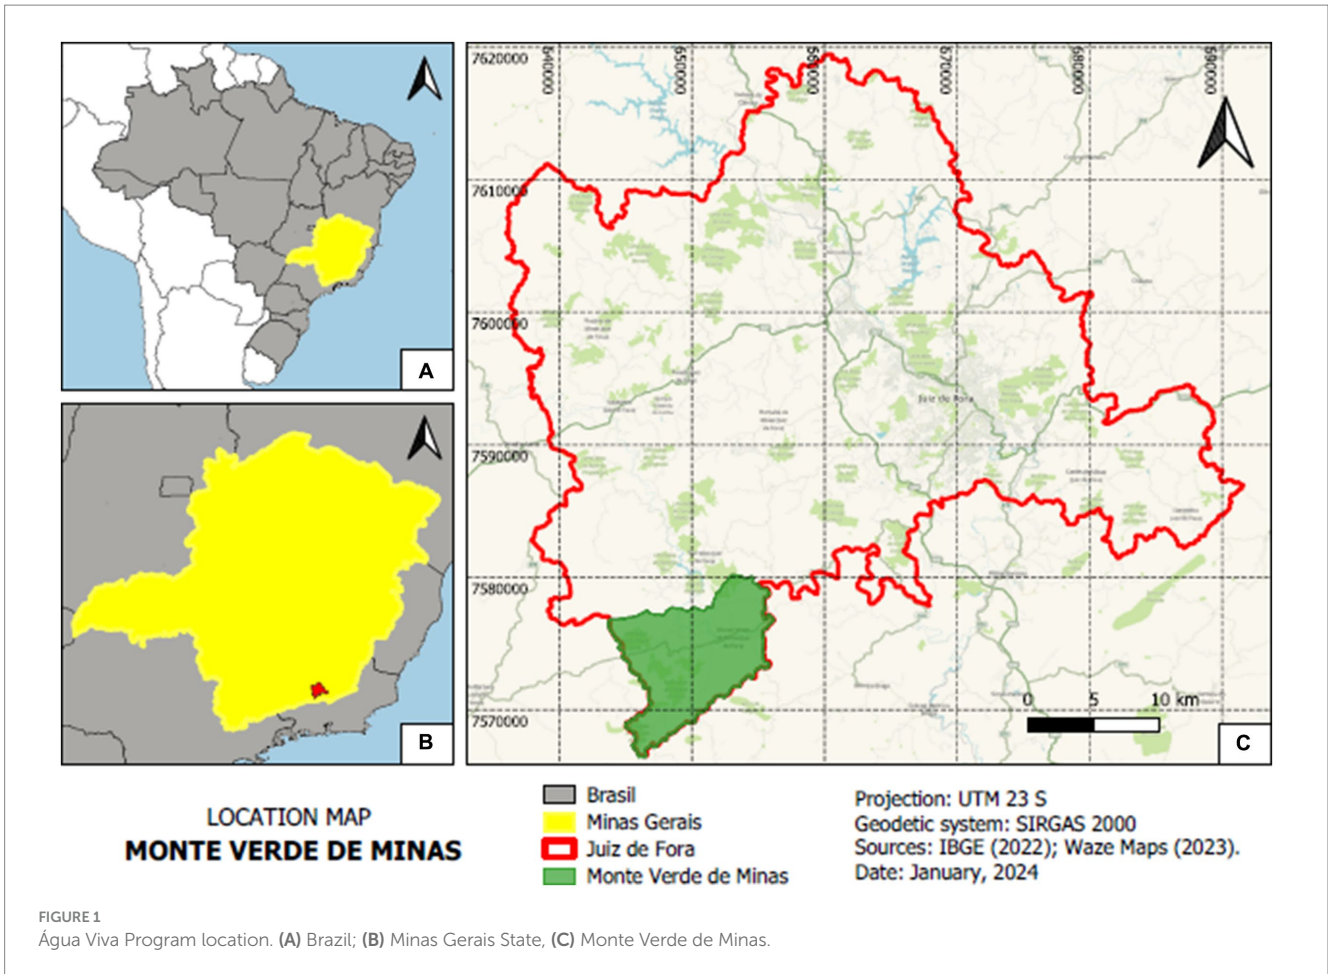 A
B
7620000
7610000
7600000
7590000
7580000
7570000
640000
650000
660000
670000
680000
690000
Juiz de Fora
0 5 10 km
C
LOCATION MAP
MONTE VERDE DE MINAS
Brasil
Minas Gerais
Juiz de Fora
Monte Verde de Minas
Projection: UTM 23 S
Geodetic system: SIRGAS 2000
Sources: IBGE (2022); Waze Maps (2023).
Date: January, 2024
FIGURE 1
Água Viva Program location. (A) Brazil; (B) Minas Gerais State, (C) Monte Verde de Minas.